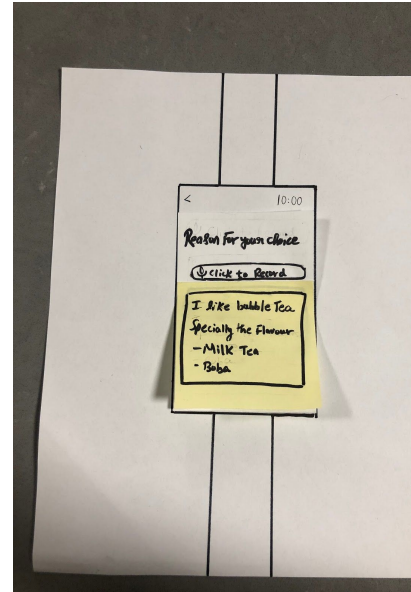 < 10:00
Reason For your choice
Click to Record
I like bubble Tea
Specially the Flavour
- Milk Tea
- Boba